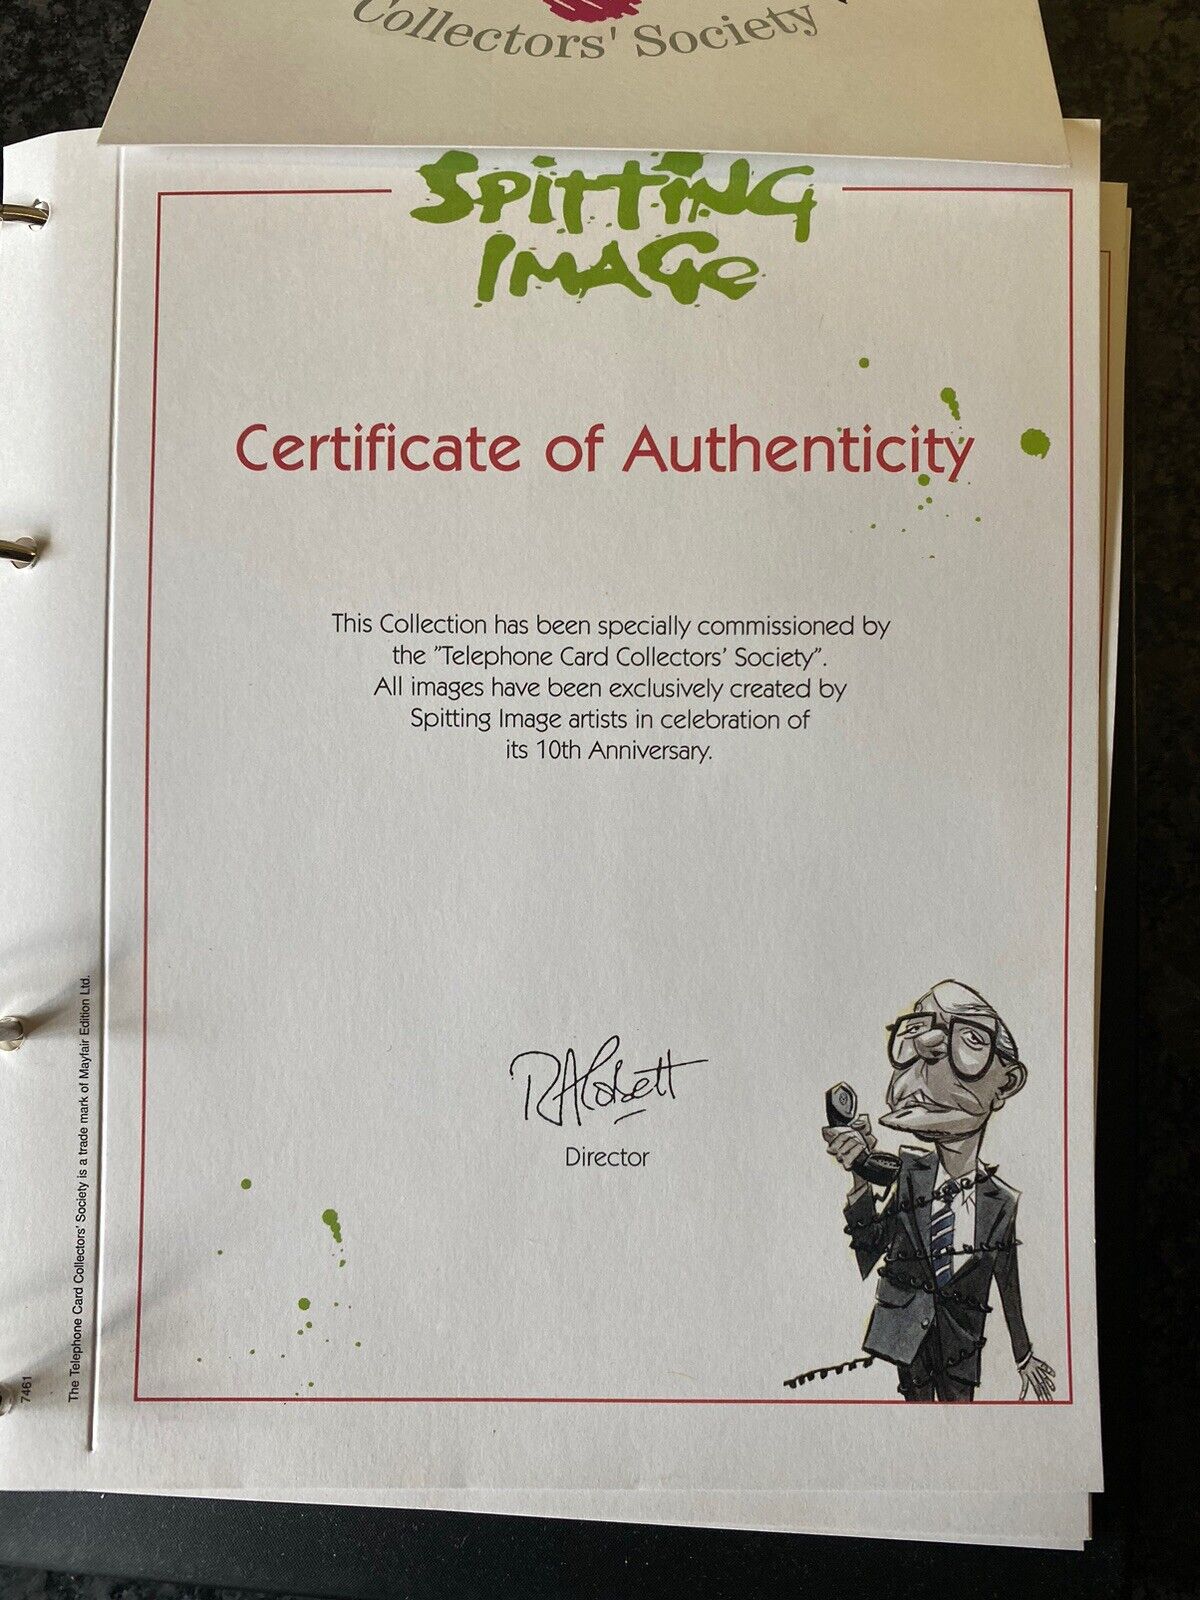 Collectors' Society
SPITTING
IMAGE
Certificate of Authenticity
This Collection has been specially commissioned by
the "Telephone Card Collectors' Society".
All images have been exclusively created by
Spitting Image artists in celebration of
its 10th Anniversary.
Director
The Telephone Card Collectors' Society is a trade mark of Mayfair Edition Ltd.
7461